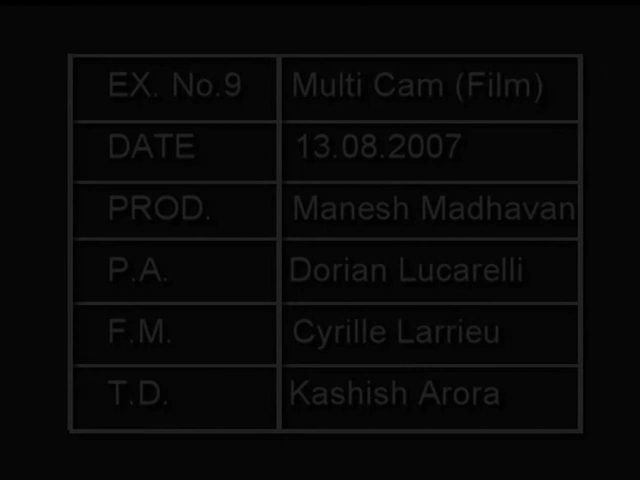 EX. No.9 Multi Cam (Film)
DATE 13.08.2007
PROD. Manesh Madhavan
P.A. Dorian Lucarelli
F.M. Cyrille Larrieu
T.D. Kashish Arora